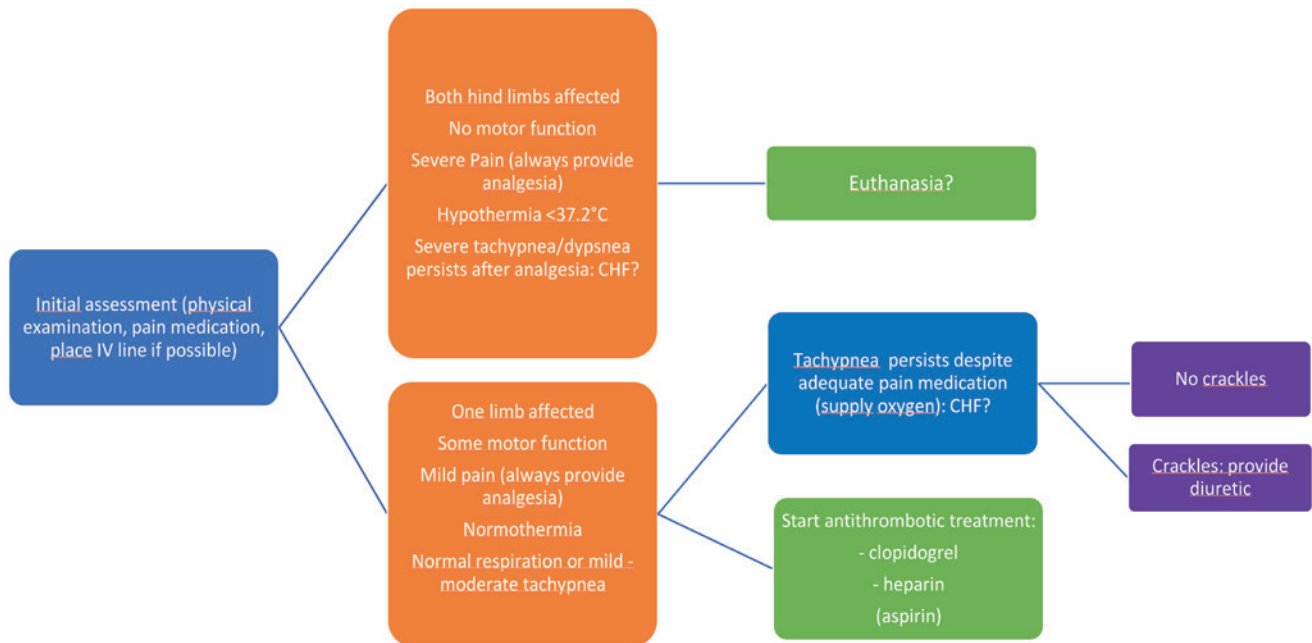 Initial assessment (physical
examination, pain medication,
place IV line if possible)
Both hind limbs affected
No motor function
Severe Pain (always provide
analgesia)
Hypothermia <37.2°C
Severe tachypnea/dypsnea
persists after analgesia: CHF?
Euthanasia?
One limb affected
Some motor function
Mild pain (always provide
analgesia)
Normothermia
Normal respiration or mild -
moderate tachypnea
Tachypnea persists despite
adequate pain medication
(supply oxygen): CHF?
No crackles
Crackles: provide
diuretic
Start antithrombotic treatment:
- clopidogrel
- heparin
(aspirin)